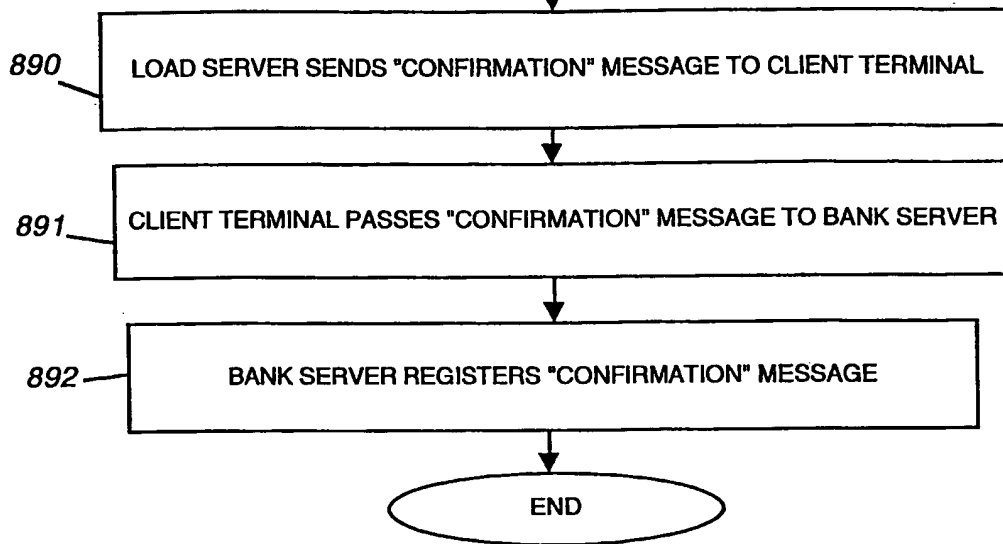 890
LOAD SERVER SENDS "CONFIRMATION" MESSAGE TO CLIENT TERMINAL
891
CLIENT TERMINAL PASSES "CONFIRMATION" MESSAGE TO BANK SERVER
892
BANK SERVER REGISTERS "CONFIRMATION" MESSAGE
END